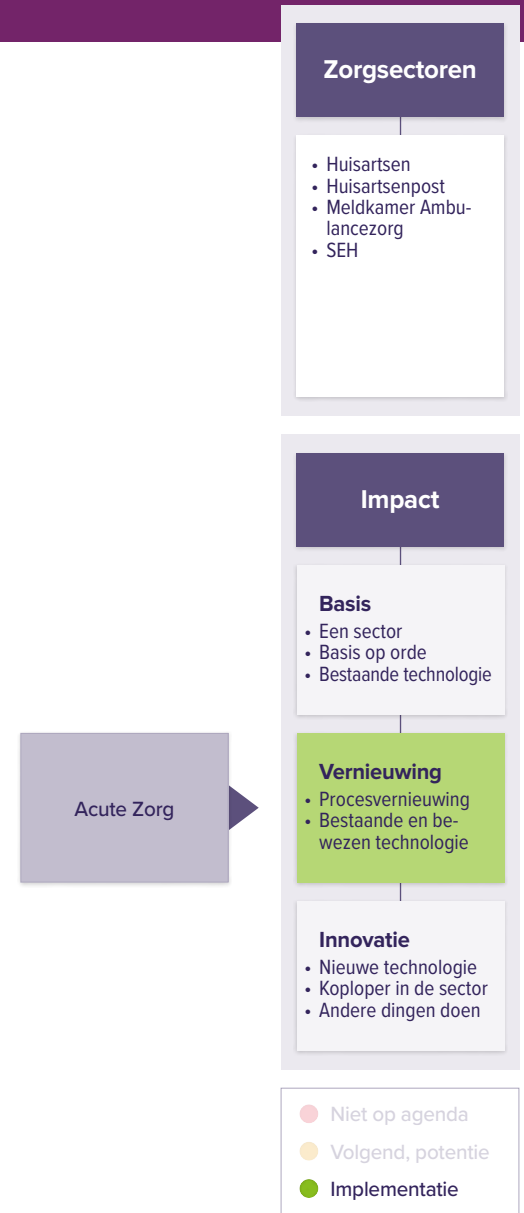 Zorgsectoren
• Huisartsen
• Huisartsenpost
• Meldkamer Ambu-
lancezorg
• SEH
Impact
Basis
• Een sector
• Basis op orde
• Bestaande technologie
Acute Zorg
Vernieuwing
• Procesvernieuwing
• Bestaande en be-
wezen technologie
Innovatie
• Nieuwe technologie
• Koploper in de sector
• Andere dingen doen
Niet op agenda
Volgend, potentie
Implementatie